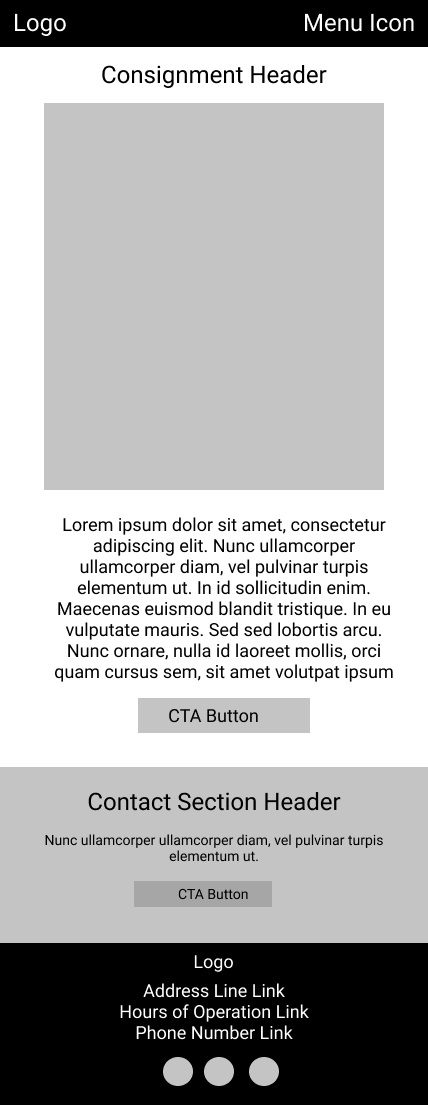 Logo
Menu Icon
Consignment Header
Lorem ipsum dolor sit amet, consectetur
adipiscing elit. Nunc ullamcorper
ullamcorper diam, vel pulvinar turpis
elementum ut. In id sollicitudin enim.
Maecenas euismod blandit tristique. In eu
vulputate mauris. Sed sed lobortis arcu.
Nunc ornare, nulla id laoreet mollis, orci
quam cursus sem, sit amet volutpat ipsum
CTA Button
Contact Section Header
Nunc ullamcorper ullamcorper diam, vel pulvinar turpis
elementum ut.
CTA Button
Logo
Address Line Link
Hours of Operation Link
Phone Number Link